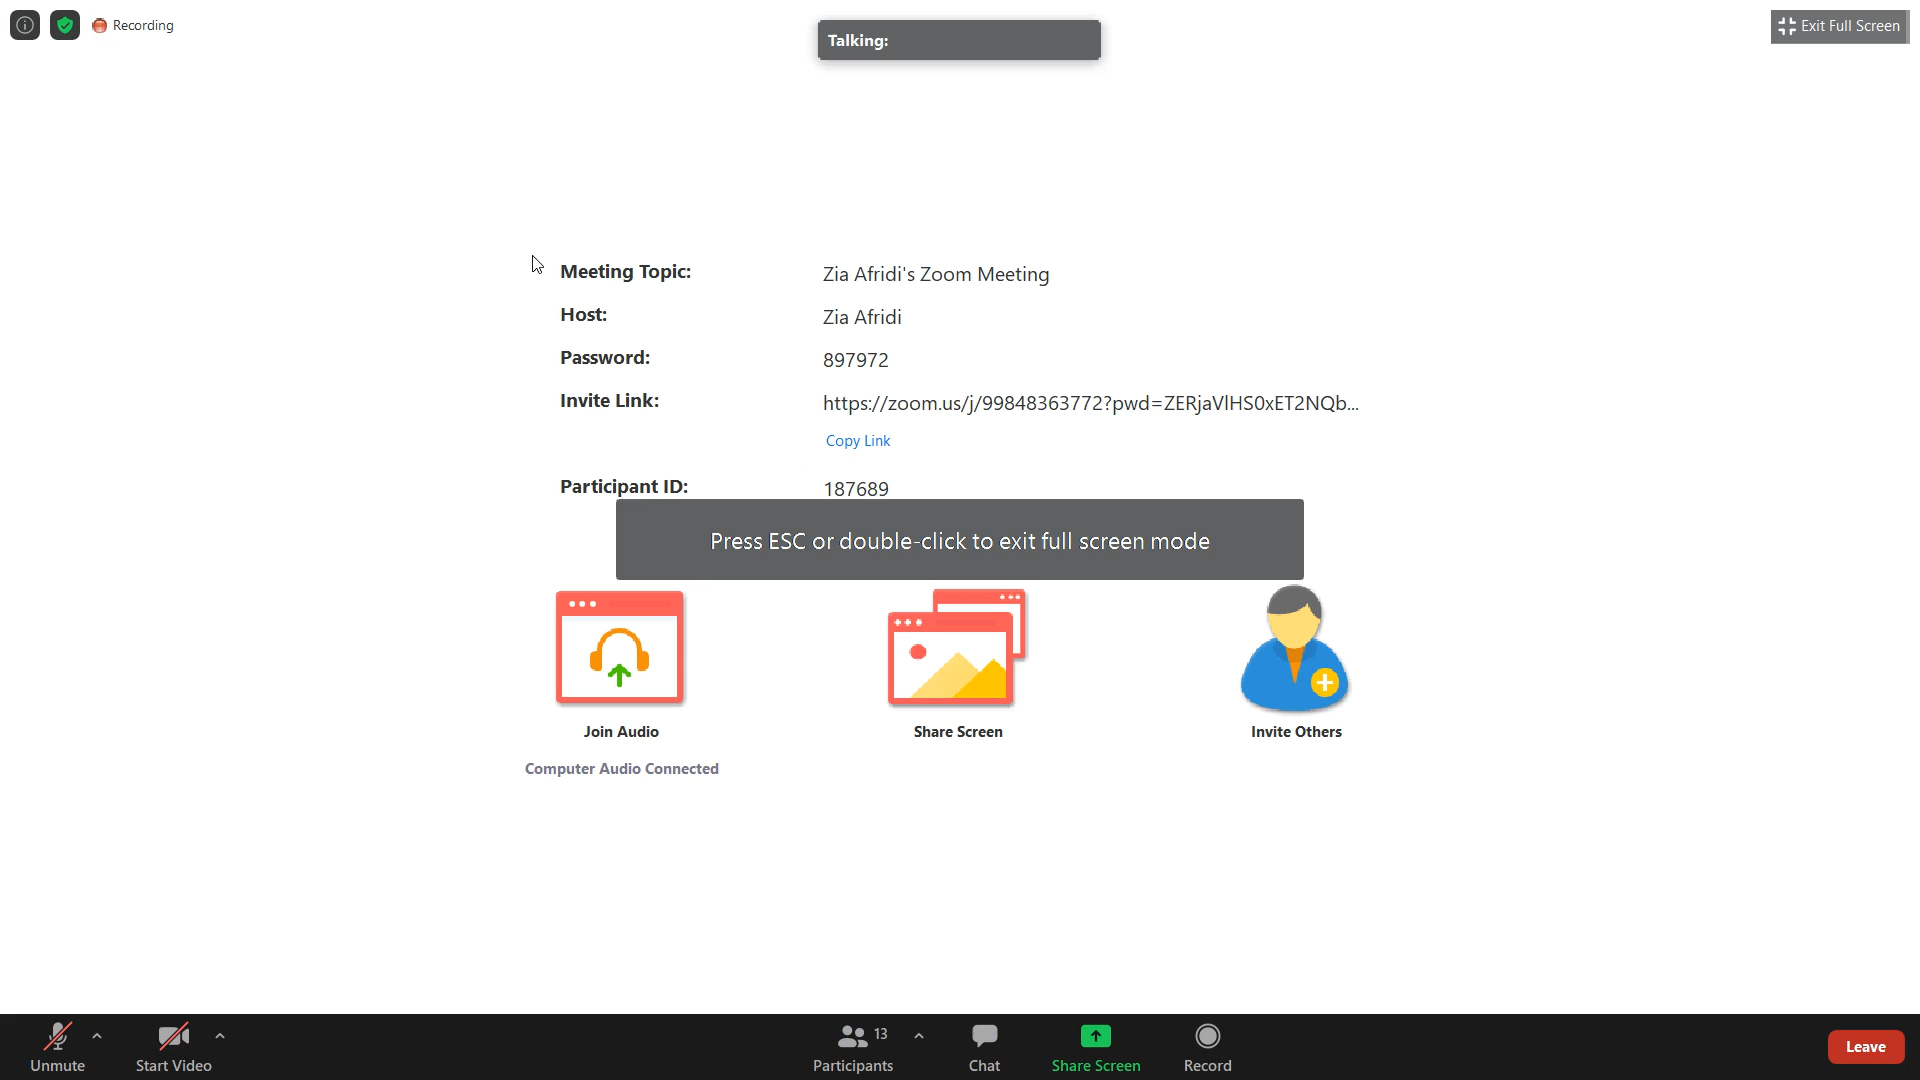 Recording
Talking:
Exit Full Screen
Meeting Topic: Zia Afridi's Zoom Meeting
Host: Zia Afridi
Password: 897972
Invite Link: https://zoom.us/j/99848363772?pwd=ZERjaVlHS0xET2NQb...
Copy Link
Participant ID: 187689
Press ESC or double-click to exit full screen mode
Join Audio
Share Screen
Invite Others
Computer Audio Connected
Unmute
Start Video
13
Participants
Chat
Share Screen
Record
Leave